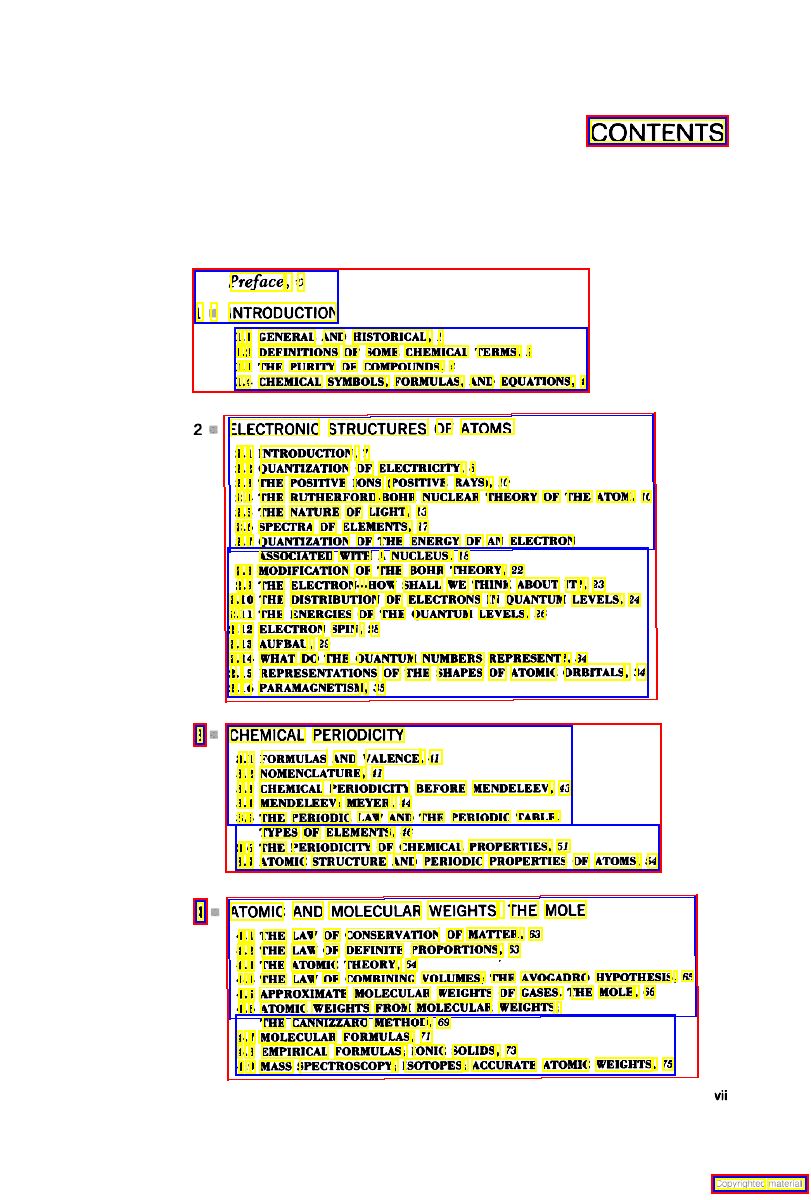 CONTENTS
Preface, v
1 INTRODUCTION
1.1 GENERAL AND HISTORICAL, 1
1.2 DEFINITIONS OF SOME CHEMICAL TERMS,
1.3 THE PURITY OF COMPOUNDS,
1.4 CHEMICAL SYMBOLS, FORMULAS, AND EQUATIONS,
2 ELECTRONIC STRUCTURES OF ATOMS
2.1 INTRODUCTION, 7
2.2 QUANTIZATION OF ELECTRICITY,
2.3 THE POSITIVE IONS (POSITIVE RAYS), 10
2.4 THE RUTHERFORD-BOHR NUCLEAR THEORY OF THE ATOM, 10
2.5 THE NATURE OF LIGHT, 13
2.6 SPECTRA OF ELEMENTS, 17
2.7 QUANTIZATION OF THE ENERGY OF AN ELECTRON
ASSOCIATED WITH A NUCLEUS, 18
2.8 MODIFICATION OF THE BOHR THEORY, 22
2.9 THE ELECTRON—HOW SHALL WE THINK ABOUT IT?, 23
2.10 THE DISTRIBUTION OF ELECTRONS IN QUANTUM LEVELS, 24
2.11 THE ENERGIES OF THE QUANTUM LEVELS, 26
2.12 ELECTRON SPIN, 28
2.13 AUFBAU, 29
2.14 WHAT DO THE QUANTUM NUMBERS REPRESENT?, 34
2.15 REPRESENTATIONS OF THE SHAPES OF ATOMIC ORBITALS, 34
2.16 PARAMAGNETISM, 35
3 CHEMICAL PERIODICITY
3.1 FORMULAS AND VALENCE, 41
3.2 NOMENCLATURE, 41
3.3 CHEMICAL PERIODICITY BEFORE MENDELEEV, 43
3.4 MENDELEEV; MEYER, 44
3.5 THE PERIODIC LAW AND THE PERIODIC TABLE.
TYPES OF ELEMENTS, 46
3.6 THE PERIODICITY OF CHEMICAL PROPERTIES, 51
3.7 ATOMIC STRUCTURE AND PERIODIC PROPERTIES OF ATOMS, 54
4 ATOMIC AND MOLECULAR WEIGHTS; THE MOLE
4.1 THE LAW OF CONSERVATION OF MATTER, 63
4.2 THE LAW OF DEFINITE PROPORTIONS, 63
4.3 THE ATOMIC THEORY, 64
4.4 THE LAW OF COMBINING VOLUMES; THE AVOGADRO HYPOTHESIS, 65
4.5 APPROXIMATE MOLECULAR WEIGHTS OF GASES. THE MOLE, 66
4.6 ATOMIC WEIGHTS FROM MOLECULAR WEIGHTS;
THE CANNIZZARO METHOD, 69
4.7 MOLECULAR FORMULAS, 71
4.8 EMPIRICAL FORMULAS; IONIC SOLIDS, 73
4.9 MASS SPECTROSCOPY; ISOTOPES; ACCURATE ATOMIC WEIGHTS, 75
vii
Copyrighted material